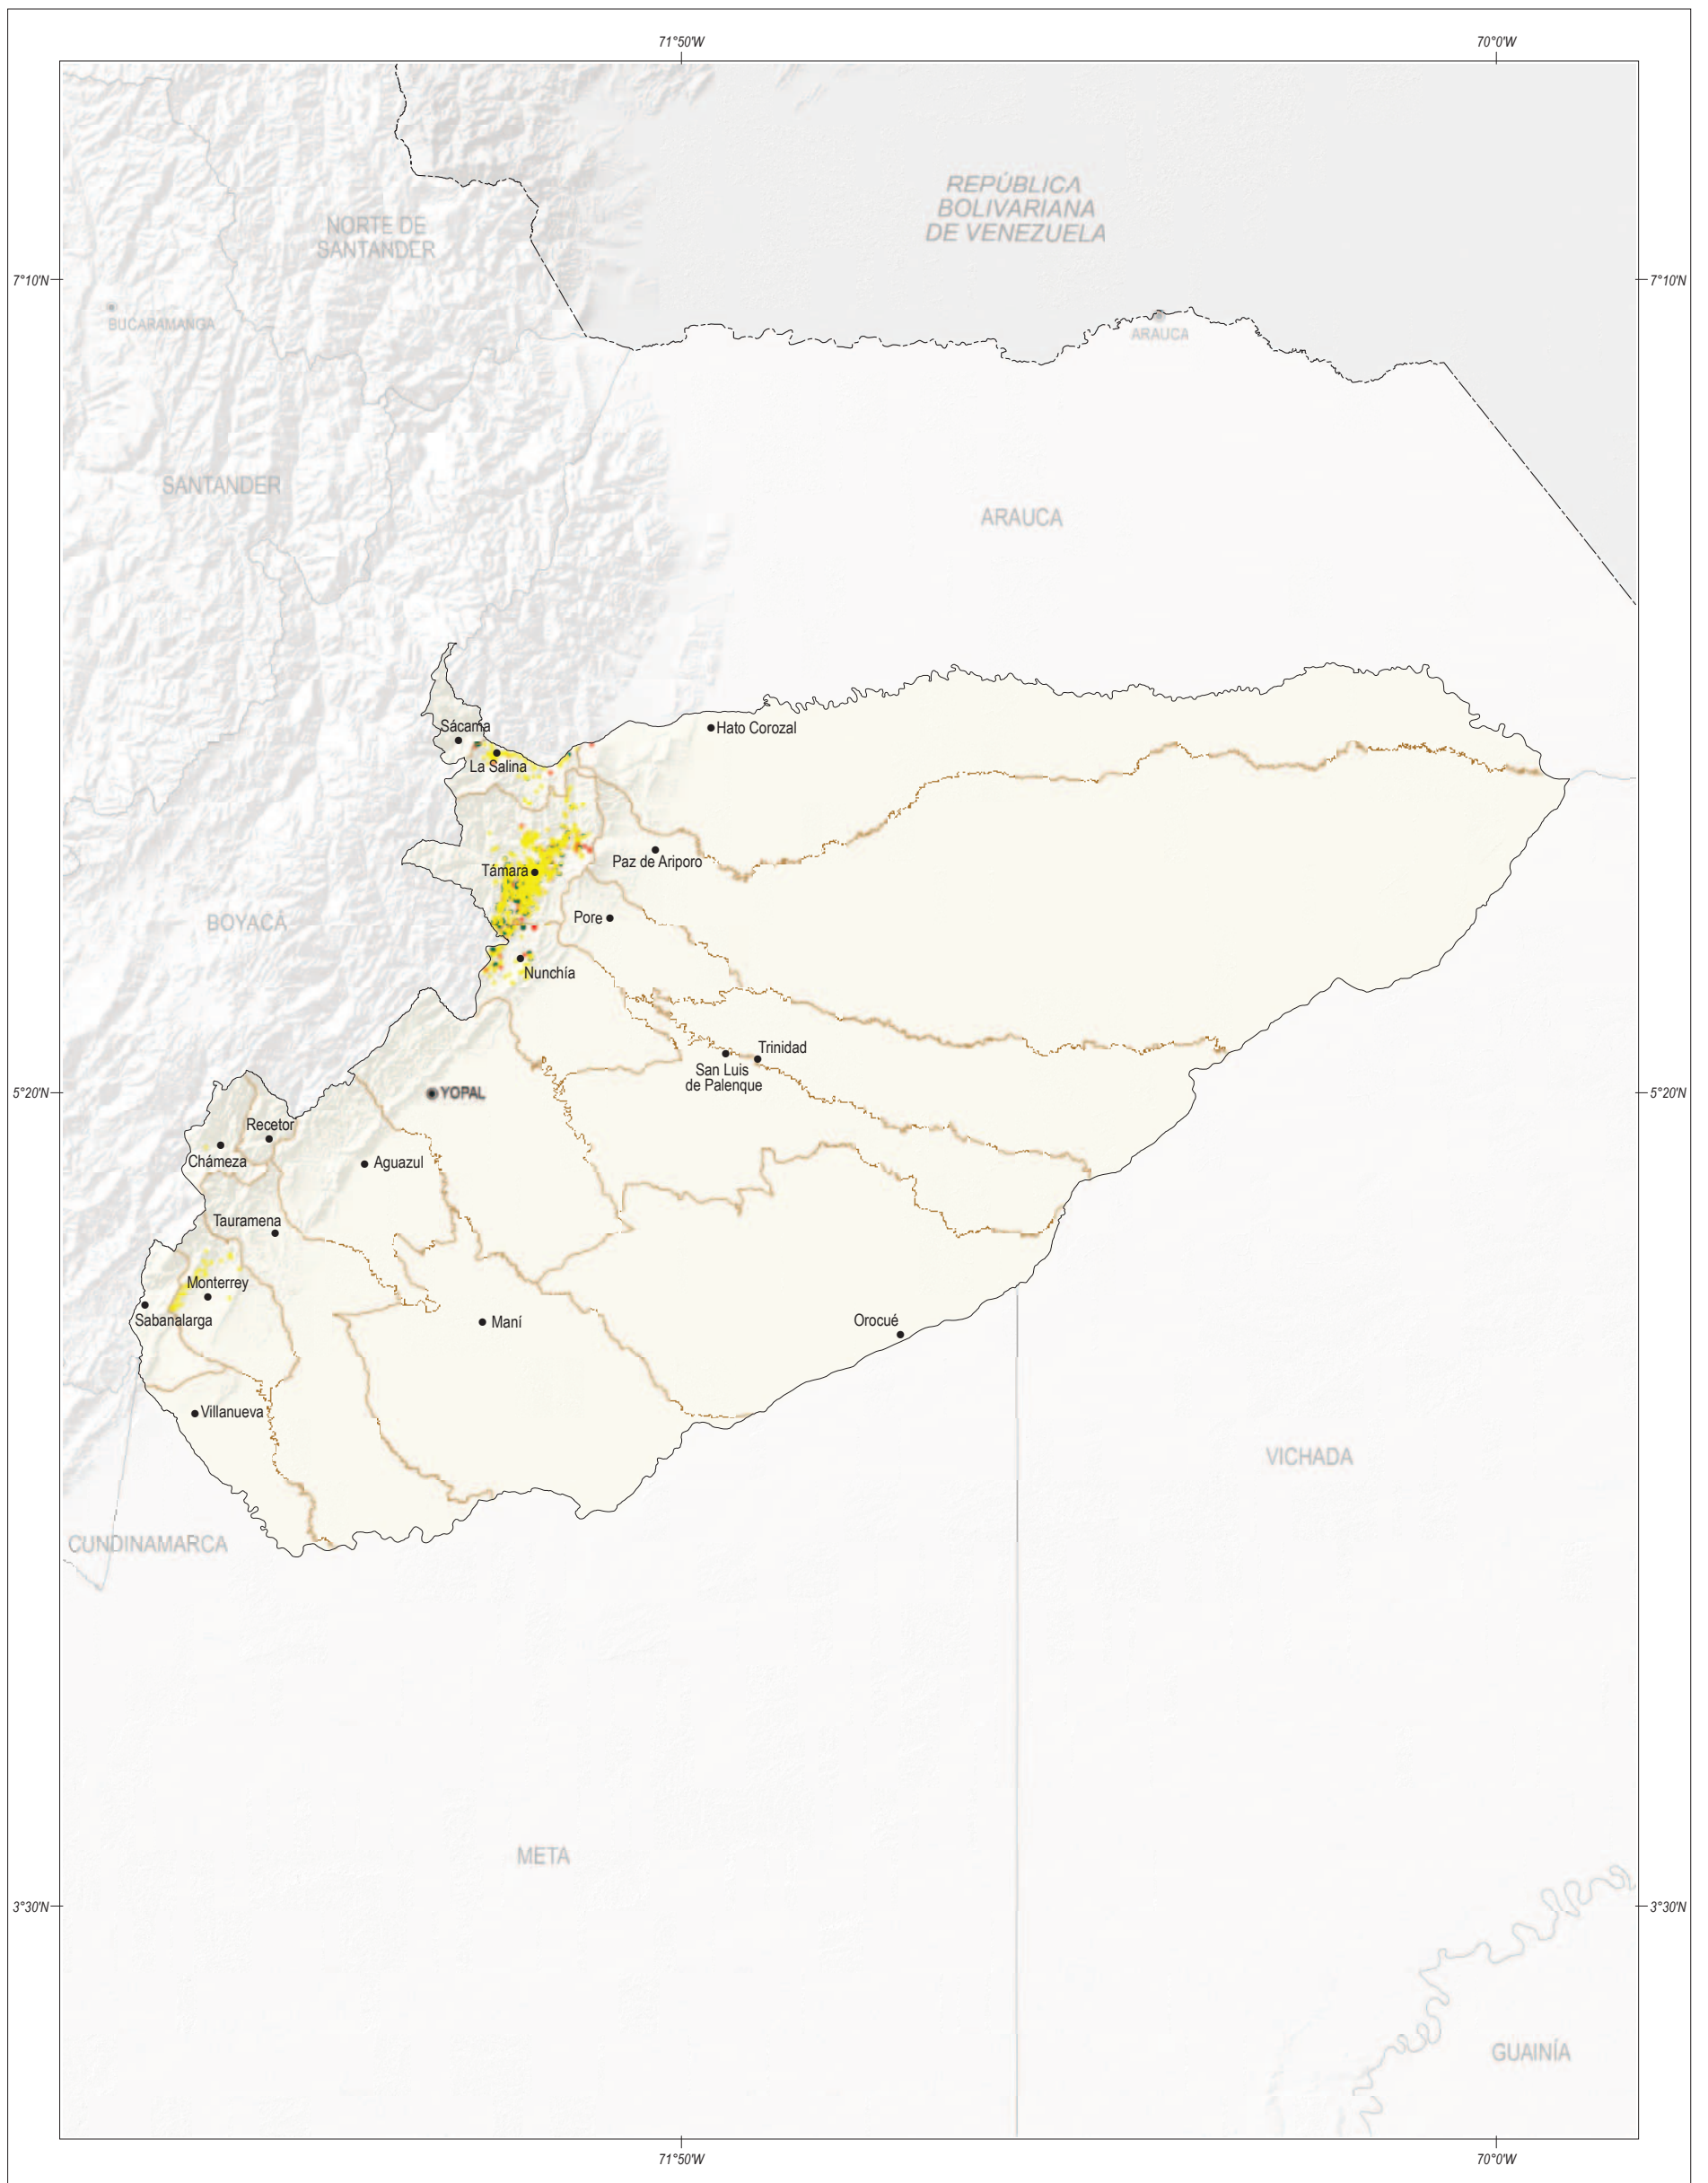 71°50'W
70°0'W
REPÚBLICA
BOLIVARIANA
DE VENEZUELA
NORTE DE
SANTANDER
7°10'N
7°10'N
BUCARAMANGA
ARAUCA
SANTANDER
ARAUCA
Sácama
Hato Corozal
La Salina
Paz de Ariporo
Támara
BOYACÁ
Pore
Nunchía
Trinidad
San Luis
de Palenque
5°20'N
YOPAL
5°20'N
Recetor
Chámeza
Aguazul
Tauramena
Monterrey
Sabanalarga
Maní
Orocué
Villanueva
VICHADA
CUNDINAMARCA
META
3°30'N
3°30'N
GUAINÍA
71°50'W
70°0'W